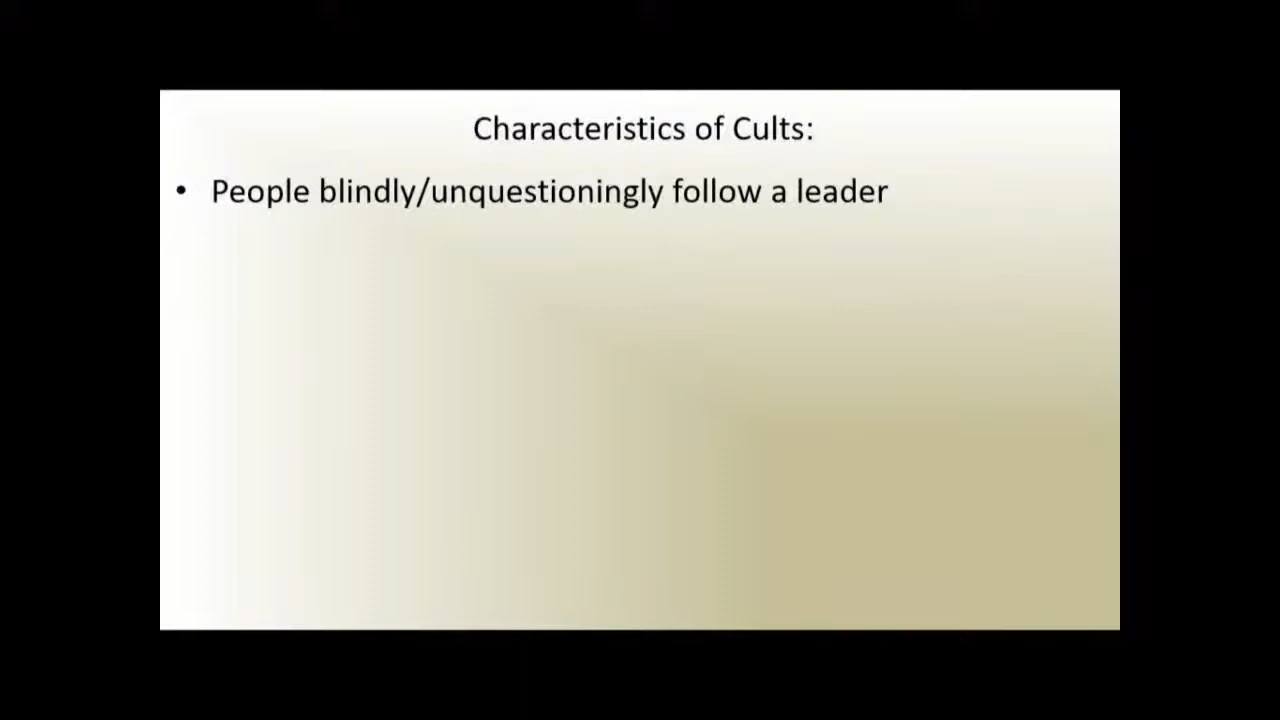 Characteristics of Cults:
• People blindly/unquestioningly follow a leader